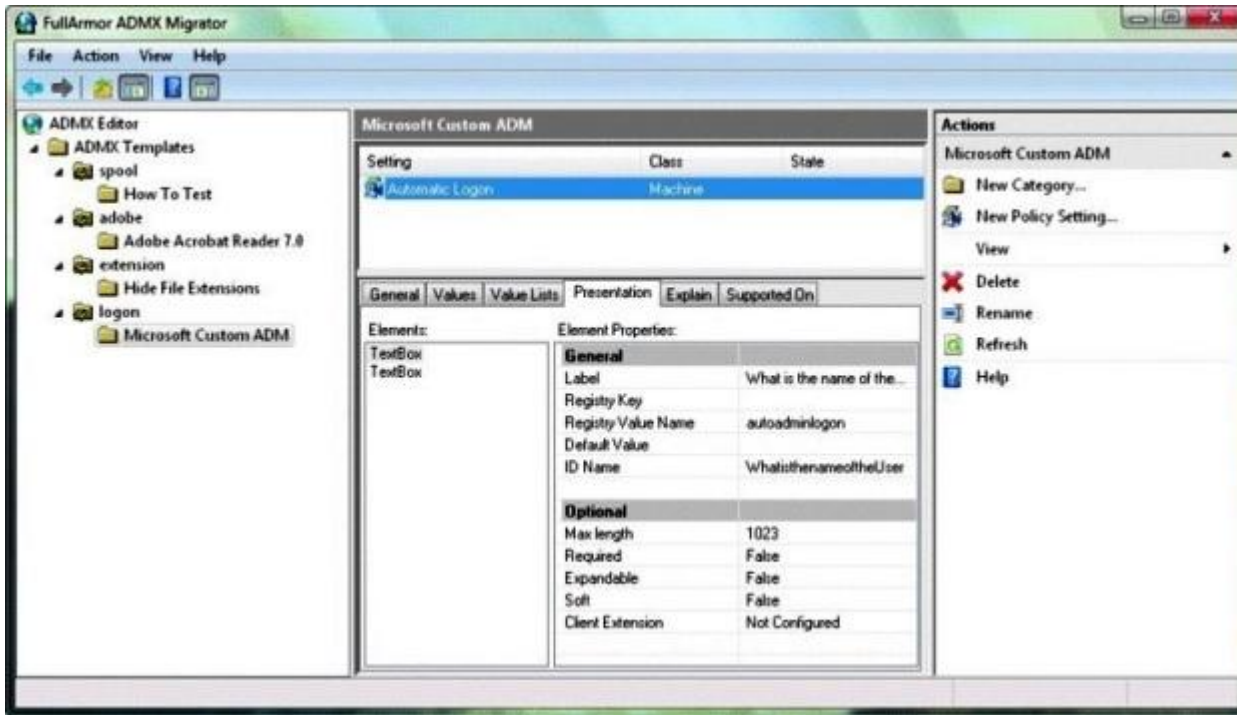 FullArmor ADMX Migrator
File Action View Help
ADMX Editor
ADMX Templates
spool
How To Test
adobe
Adobe Acrobat Reader 7.0
extension
Hide File Extensions
logon
Microsoft Custom ADM
Microsoft Custom ADM
Setting Class State
Automatic Logon Machine
General Values Value Lists Presentation Explain Supported On
Elements:
TextBox
TextBox
Element Properties:
General
Label What is the name of the...
Registry Key
Registry Value Name autoadminlogon
Default Value
ID Name WhatisthenameoftheUser
Optional
Max length 1023
Required False
Expandable False
Soft False
Client Extension Not Configured
Actions
Microsoft Custom ADM
New Category...
New Policy Setting...
View
Delete
Rename
Refresh
Help